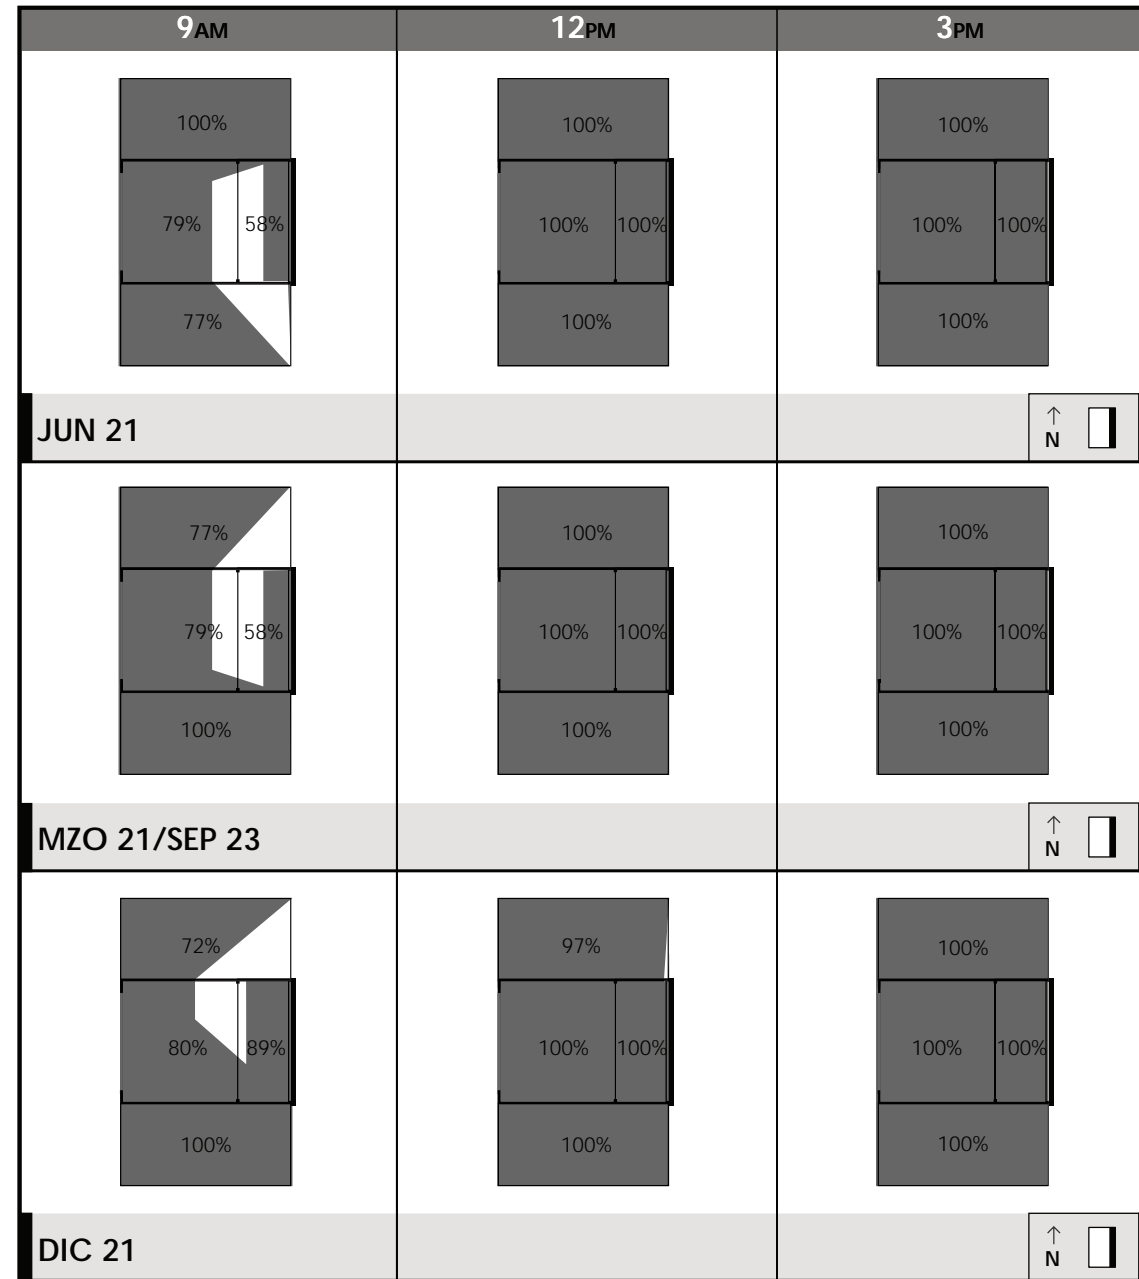 9AM 12PM 3PM
100% 100% 100%
79% 58% 100% 100% 100% 100%
77% 100% 100%
JUN 21 ↑
N
77% 100% 100%
79% 58% 100% 100% 100% 100%
100% 100% 100%
MZO 21/SEP 23 ↑
N
72% 97% 100%
80% 89% 100% 100% 100% 100%
100% 100% 100%
DIC 21 ↑
N